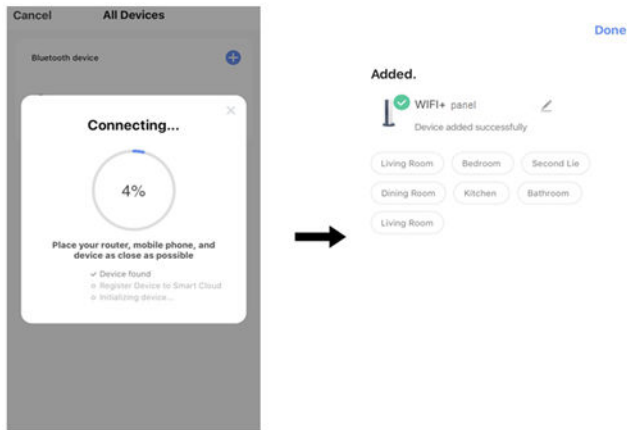 Cancel All Devices
Bluetooth device
Connecting...
4%
Place your router, mobile phone, and
device as close as possible
Device found
Register Device to Smart Cloud
Initializing device...
Done
Added.
WIFI+ panel
Device added successfully
Living Room Bedroom Second Lie
Dining Room Kitchen Bathroom
Living Room